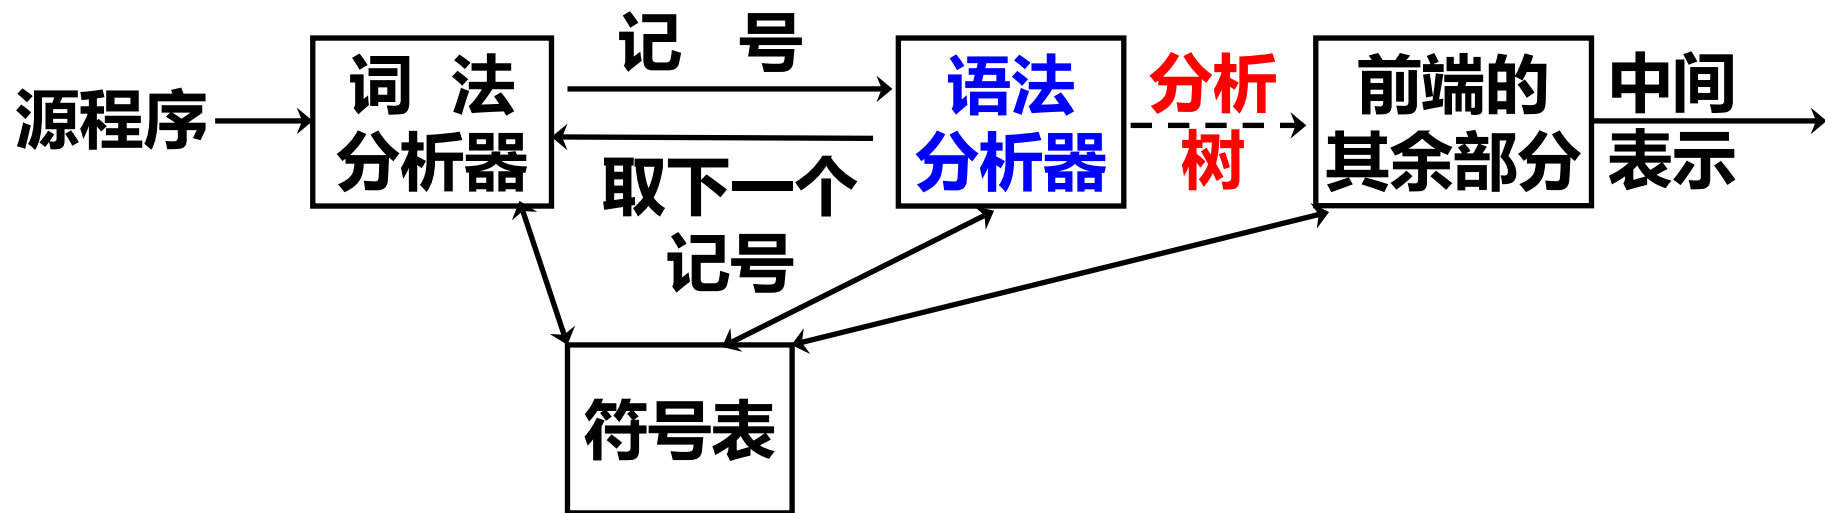 源程序
词 法
分析器
记 号
取下一个
记号
语法
分析器
分析
树
前端的
其余部分
中间
表示
符号表